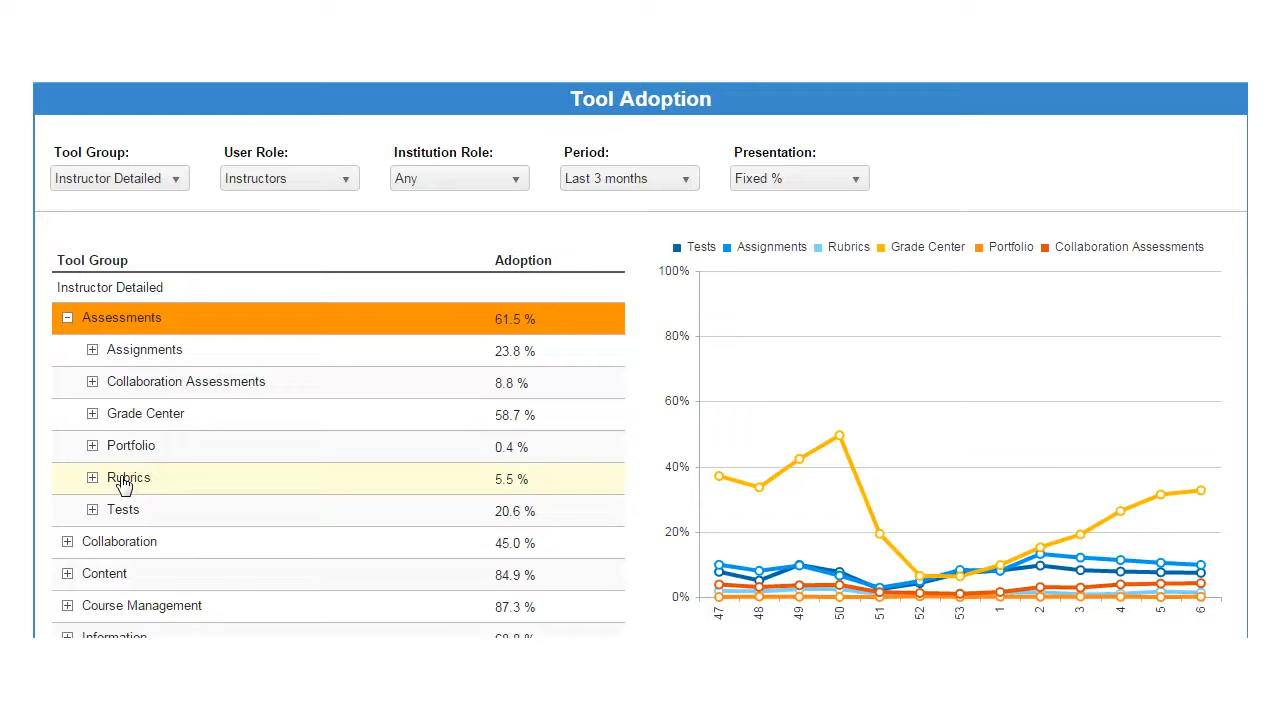 Tool Adoption
Tool Group: User Role: Institution Role: Period: Presentation:
Instructor Detailed Instructors Any Last 3 months Fixed %
Tool Group Adoption
Instructor Detailed
Assessments 61.5 %
Assignments 23.8 %
Collaboration Assessments 8.8 %
Grade Center 58.7 %
Portfolio 0.4 %
Rubrics 5.5 %
Tests 20.6 %
Collaboration 45.0 %
Content 84.9 %
Course Management 87.3 %
Information
Tests Assignments Rubrics Grade Center Portfolio Collaboration Assessments
100%
80%
60%
40%
20%
0%
47 48 49 50 51 52 53 1 2 3 4 5 6